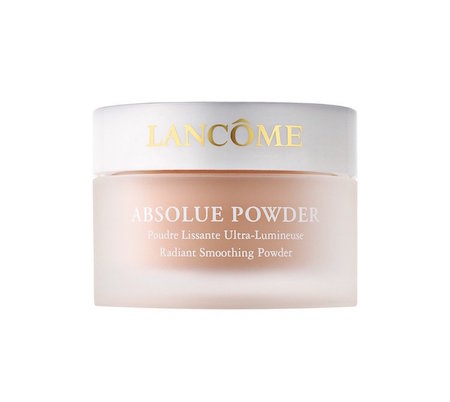 LANCÔME
ABSOLUE POWDER
Poudre Lissante Ultra-Lumineuse
Radiant Smoothing Powder